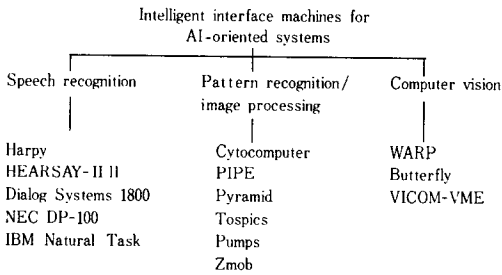 Intelligent interface machines for
AI-oriented systems
Speech recognition
Pattern recognition/
image processing
Computer vision
Harpy
HEARSAY-II II
Dialog Systems 1800
NEC DP-100
IBM Natural Task
Cytocomputer
PIPE
Pyramid
Tospics
Pumps
Zmob
WARP
Butterfly
VICOM-VME